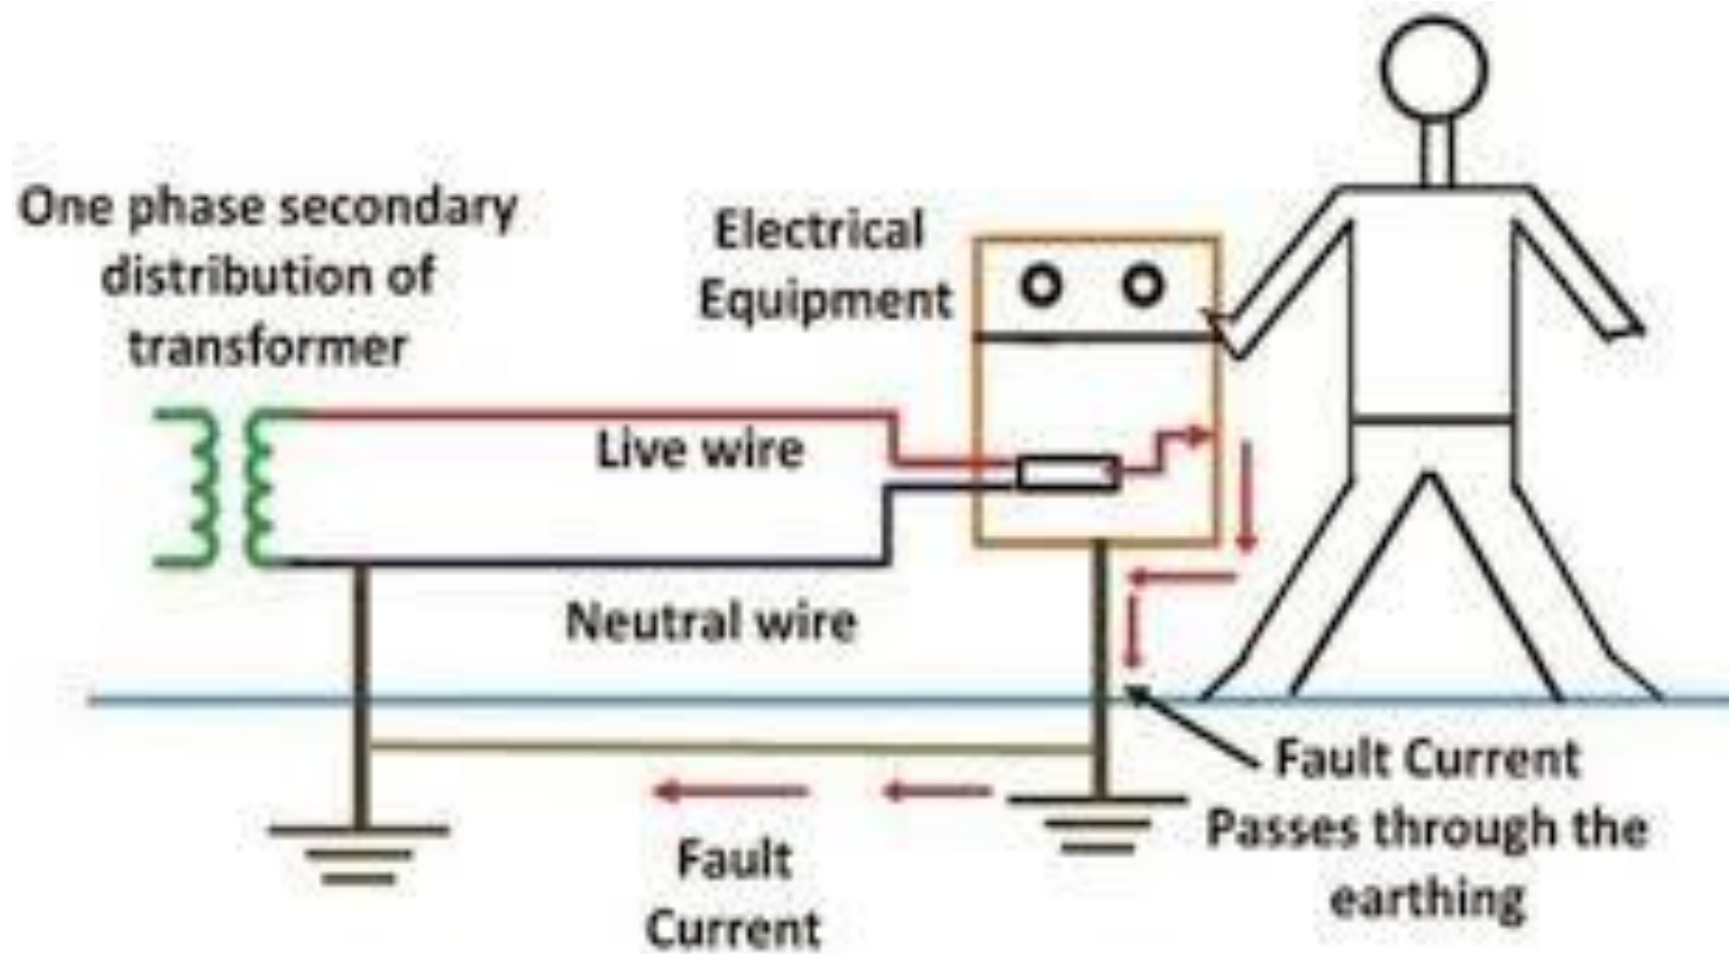 One phase secondary
distribution of
transformer
Electrical
Equipment
Live wire
Neutral wire
Fault
Current
Fault Current
Passes through the
earthing